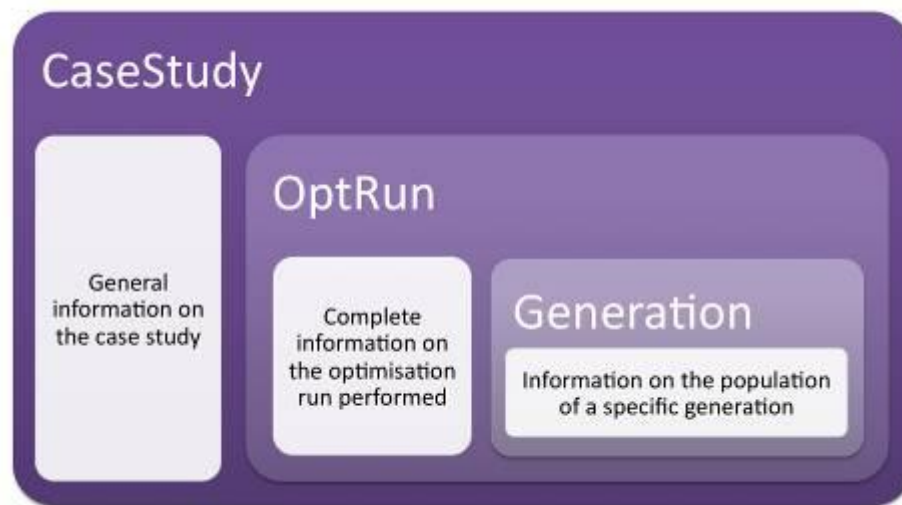 CaseStudy
General
information on
the case study
OptRun
Complete
information on
the optimisation
run performed
Generation
Information on the population
of a specific generation